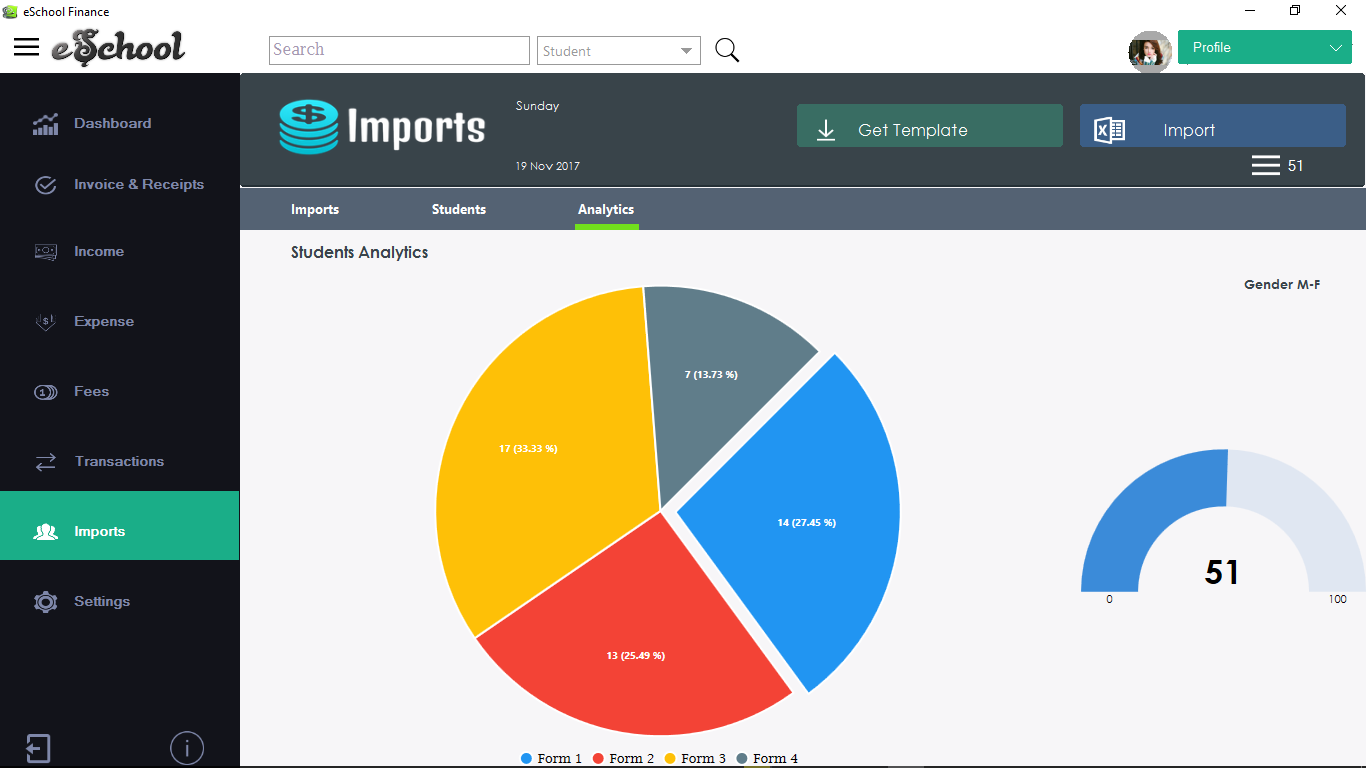 eSchool Finance
eSchool
Search
Student
Profile
Dashboard
Invoice & Receipts
Income
Expense
Fees
Transactions
Imports
Settings
Imports
Sunday
19 Nov 2017
Get Template
Import
51
Imports
Students
Analytics
Students Analytics
Gender M-F
7 (13.73 %)
17 (33.33 %)
14 (27.45 %)
13 (25.49 %)
51
0
100
Form 1
Form 2
Form 3
Form 4